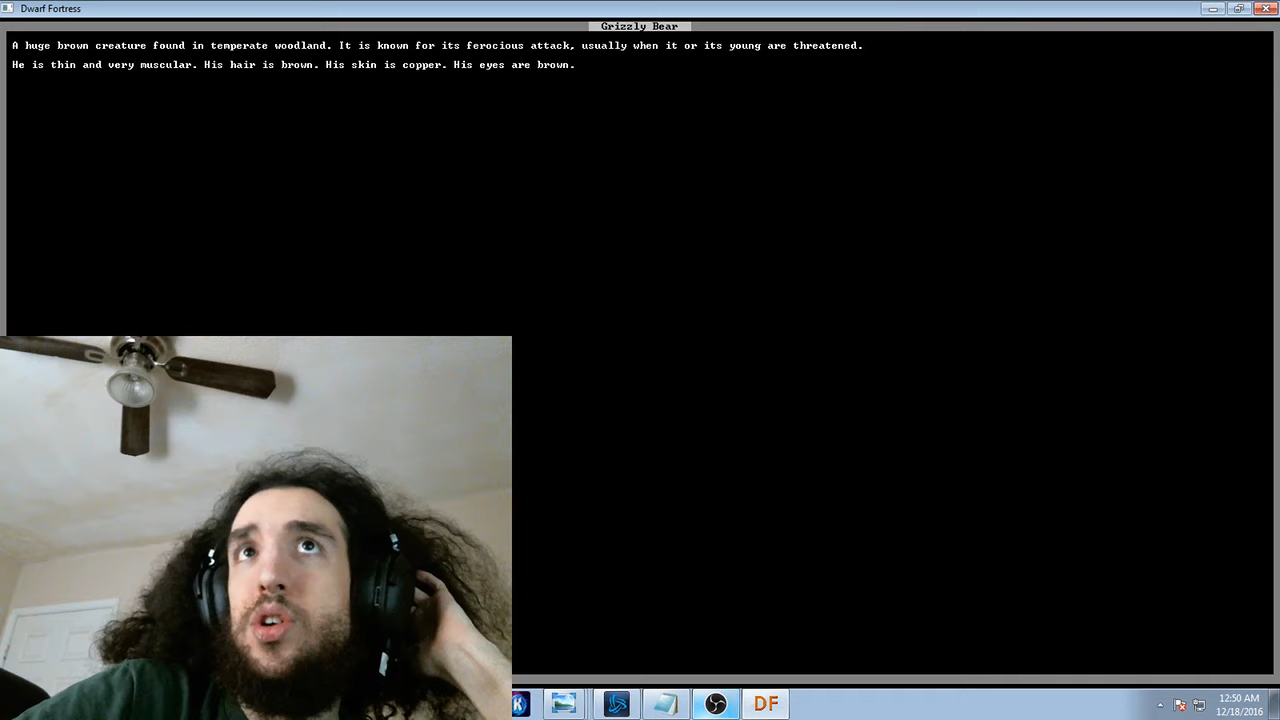 Dwarf Fortress
Grizzly Bear
A huge brown creature found in temperate woodland. It is known for its ferocious attack, usually when it or its young are threatened.
He is thin and very muscular. His hair is brown. His skin is copper. His eyes are brown.
K
DF
12:50 AM
12/18/2016